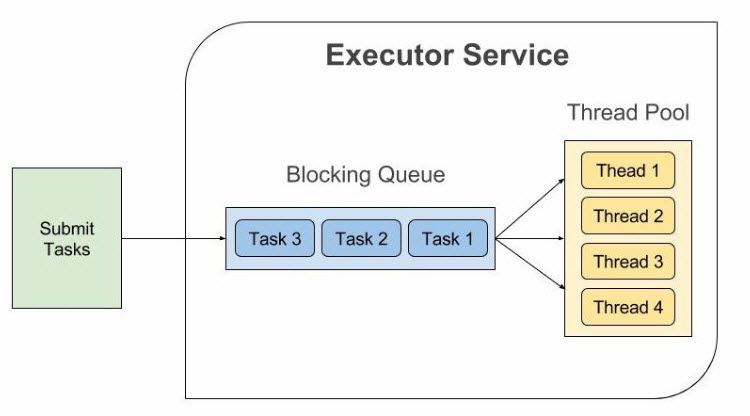 Executor Service
Thread Pool
Blocking Queue
Submit
Tasks
Task 3
Task 2
Task 1
Thead 1
Thread 2
Thread 3
Thread 4